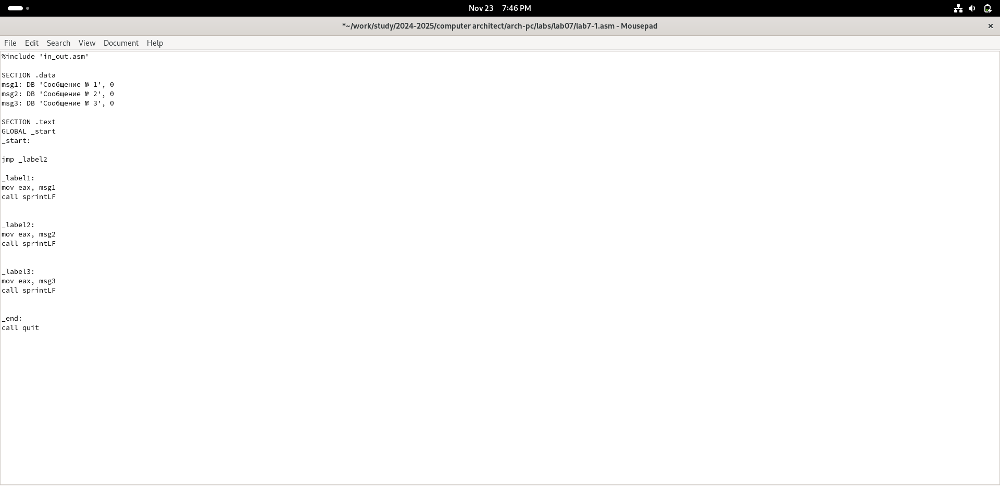 Nov 23 7:46 PM
*~/work/study/2024-2025/computer architect/arch-pc/labs/lab07/lab7-1.asm - Mousepad
File Edit Search View Document Help
%include 'in_out.asm'
SECTION .data
msg1: DB 'Сообщение № 1', 0
msg2: DB 'Сообщение № 2', 0
msg3: DB 'Сообщение № 3', 0
SECTION .text
GLOBAL _start
_start:
jmp _label2
_label1:
mov eax, msg1
call sprintLF
_label2:
mov eax, msg2
call sprintLF
_label3:
mov eax, msg3
call sprintLF
_end:
call quit